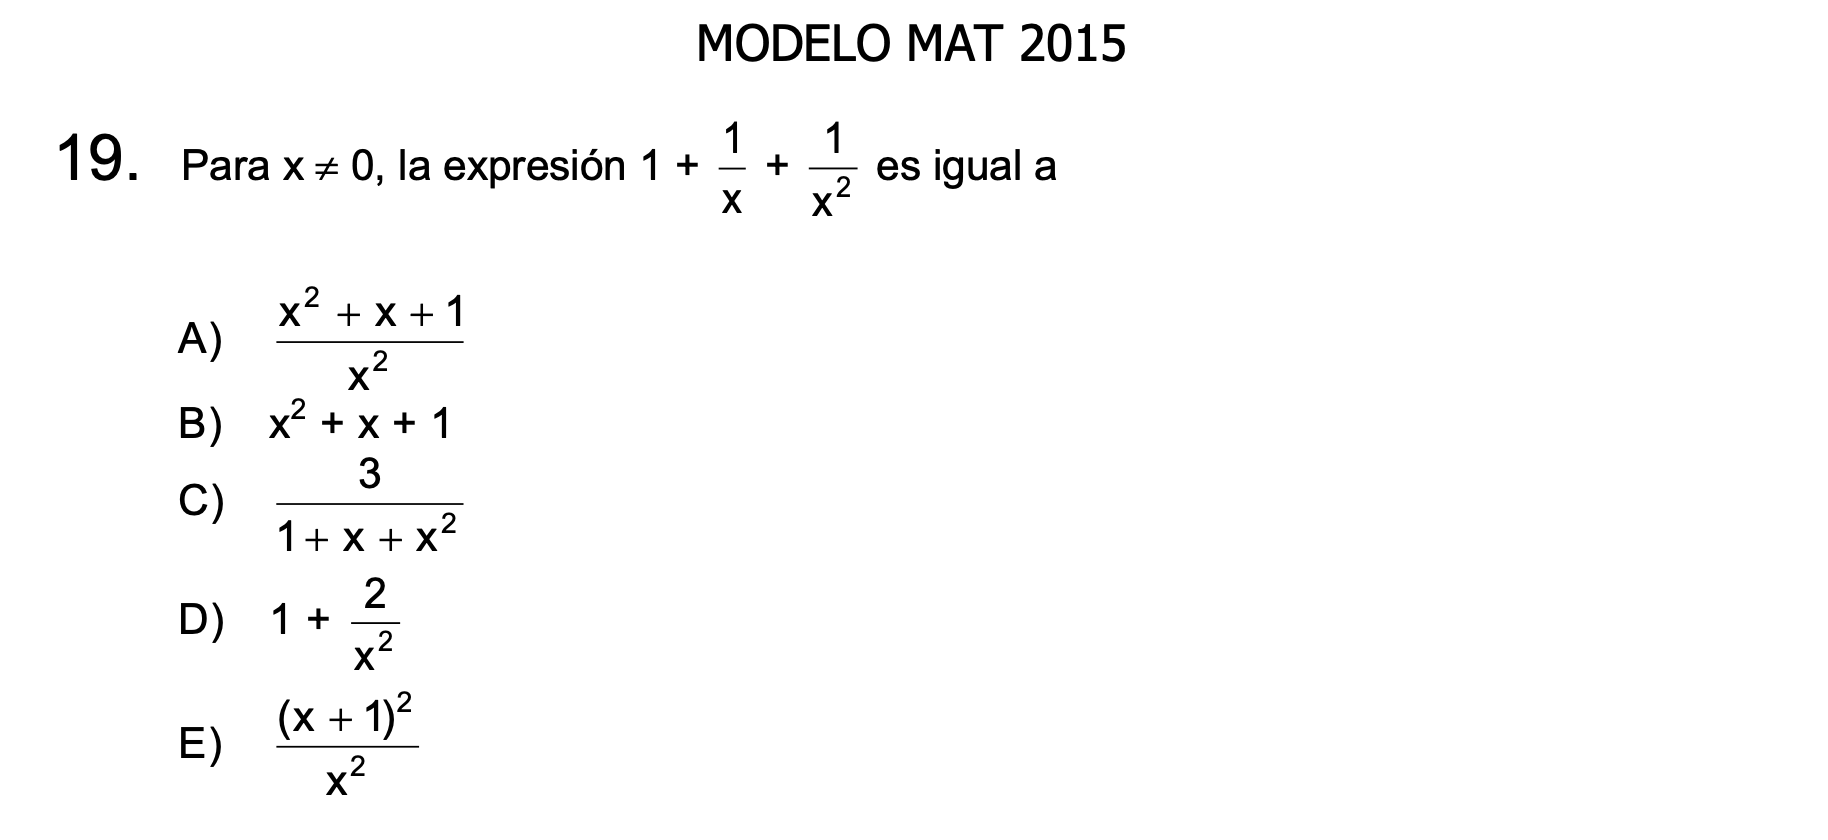 MODELO MAT 2015
19. Para x ≠ 0, la expresión 1 + 1/x + 1/x² es igual a
A) (x² + x + 1)/x²
B) x² + x + 1
C) 3/(1 + x + x²)
D) 1 + 2/x²
E) (x + 1)²/x²